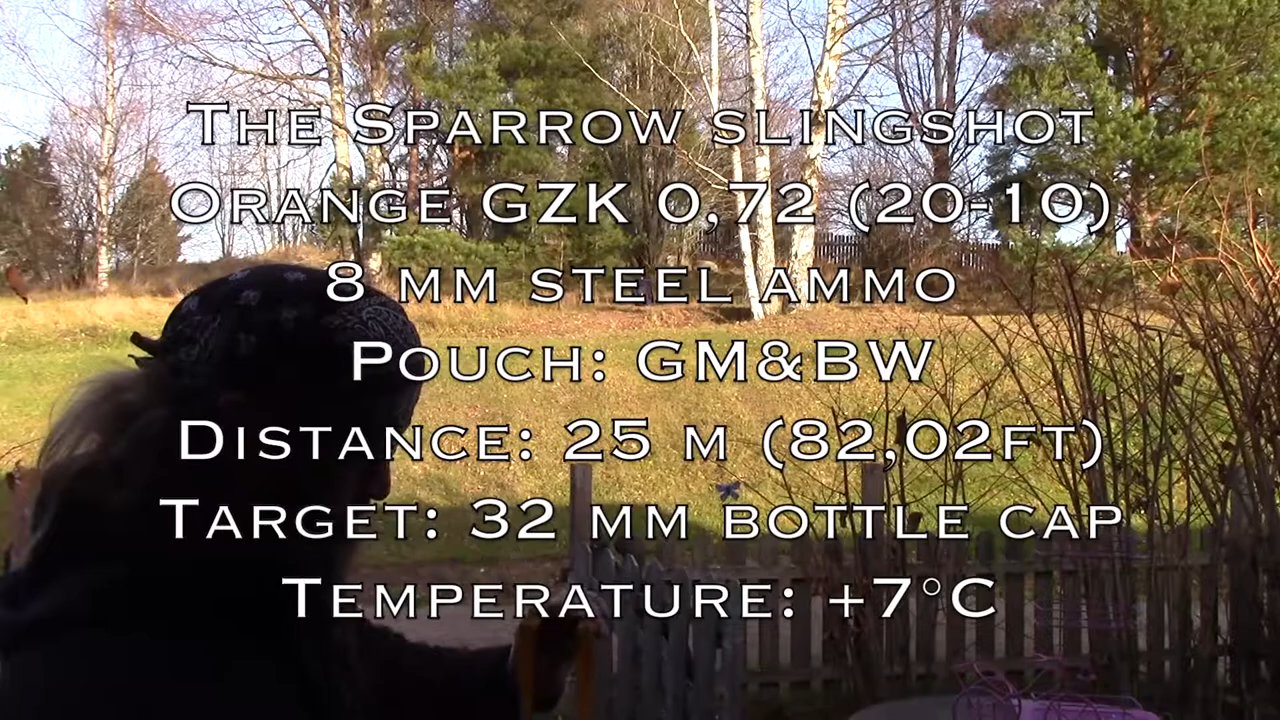 The Sparrow slingshot
Orange GZK 0,72 (20-10)
8 mm steel ammo
Pouch: GM&BW
Distance: 25 m (82,02ft)
Target: 32 mm bottle cap
Temperature: +7°C